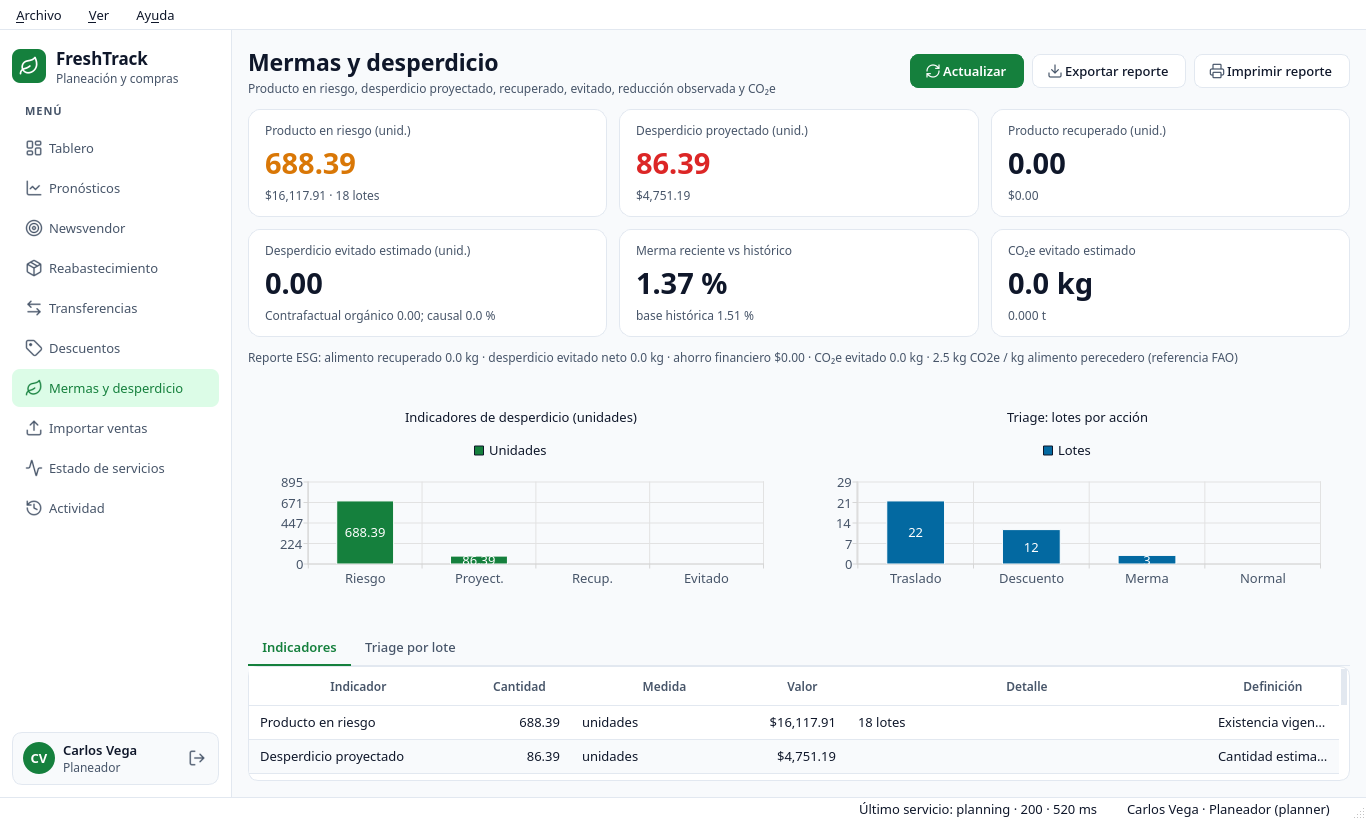 Archivo Ver Ayuda
FreshTrack
Planeación y compras
MENÚ
Tablero
Pronósticos
Newsvendor
Reabastecimiento
Transferencias
Descuentos
Mermas y desperdicio
Importar ventas
Estado de servicios
Actividad
CV
Carlos Vega
Planeador
Mermas y desperdicio
Producto en riesgo, desperdicio proyectado, recuperado, evitado, reducción observada y CO₂e
Actualizar
Exportar reporte
Imprimir reporte
Producto en riesgo (unid.)
688.39
$16,117.91 · 18 lotes
Desperdicio proyectado (unid.)
86.39
$4,751.19
Producto recuperado (unid.)
0.00
$0.00
Desperdicio evitado estimado (unid.)
0.00
Contrafactual orgánico 0.00; causal 0.0 %
Merma reciente vs histórico
1.37 %
base histórica 1.51 %
CO₂e evitado estimado
0.0 kg
0.000 t
Reporte ESG: alimento recuperado 0.0 kg · desperdicio evitado neto 0.0 kg · ahorro financiero $0.00 · CO₂e evitado 0.0 kg · 2.5 kg CO2e / kg alimento perecedero (referencia FAO)
Indicadores de desperdicio (unidades)
Unidades
895
671
447
224
0
688.39
86.39
Riesgo Proyect. Recup. Evitado
Triage: lotes por acción
Lotes
29
21
14
7
0
22
12
3
Traslado Descuento Merma Normal
Indicadores Triage por lote
Indicador Cantidad Medida Valor Detalle Definición
Producto en riesgo 688.39 unidades $16,117.91 18 lotes Existencia vigen...
Desperdicio proyectado 86.39 unidades $4,751.19 Cantidad estima...
Último servicio: planning · 200 · 520 ms Carlos Vega · Planeador (planner)